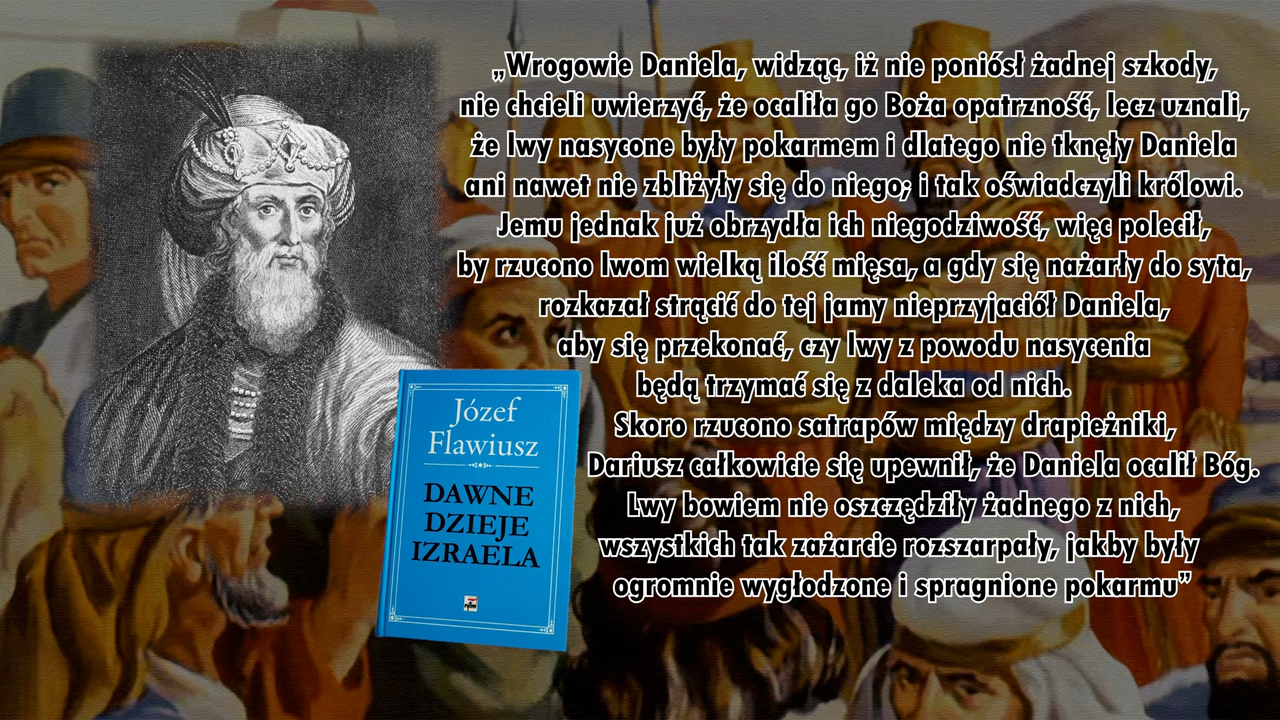 „Wrogowie Daniela, widząc, iż nie poniósł żadnej szkody,
nie chcieli uwierzyć, że ocaliła go Boża opatrzność, lecz uznali,
że lwy nasycone były pokarmem i dlatego nie tknęły Daniela
ani nawet nie zbliżyły się do niego; i tak oświadczyli królowi.
Jemu jednak już obrzydła ich niegodziwość, więc polecił,
by rzucono lwom wielką ilość mięsa, a gdy się nażarły do syta,
rozkazał strącić do tej jamy nieprzyjaciół Daniela,
aby się przekonać, czy lwy z powodu nasycenia
będą trzymać się z daleka od nich.
Skoro rzucono satrapów między drapieżniki,
Dariusz całkowicie się upewnił, że Daniela ocalił Bóg.
Lwy bowiem nie oszczędziły żadnego z nich,
wszystkich tak zażarcie rozszarpały, jakby były
ogromnie wygłodzone i spragnione pokarmu”
Józef
Flawiusz
DAWNE
DZIEJE
IZRAELA